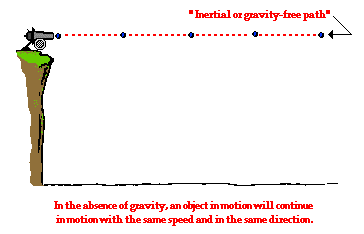 "Inertial or gravity-free path"
In the absence of gravity, an object in motion will continue
in motion with the same speed and in the same direction.